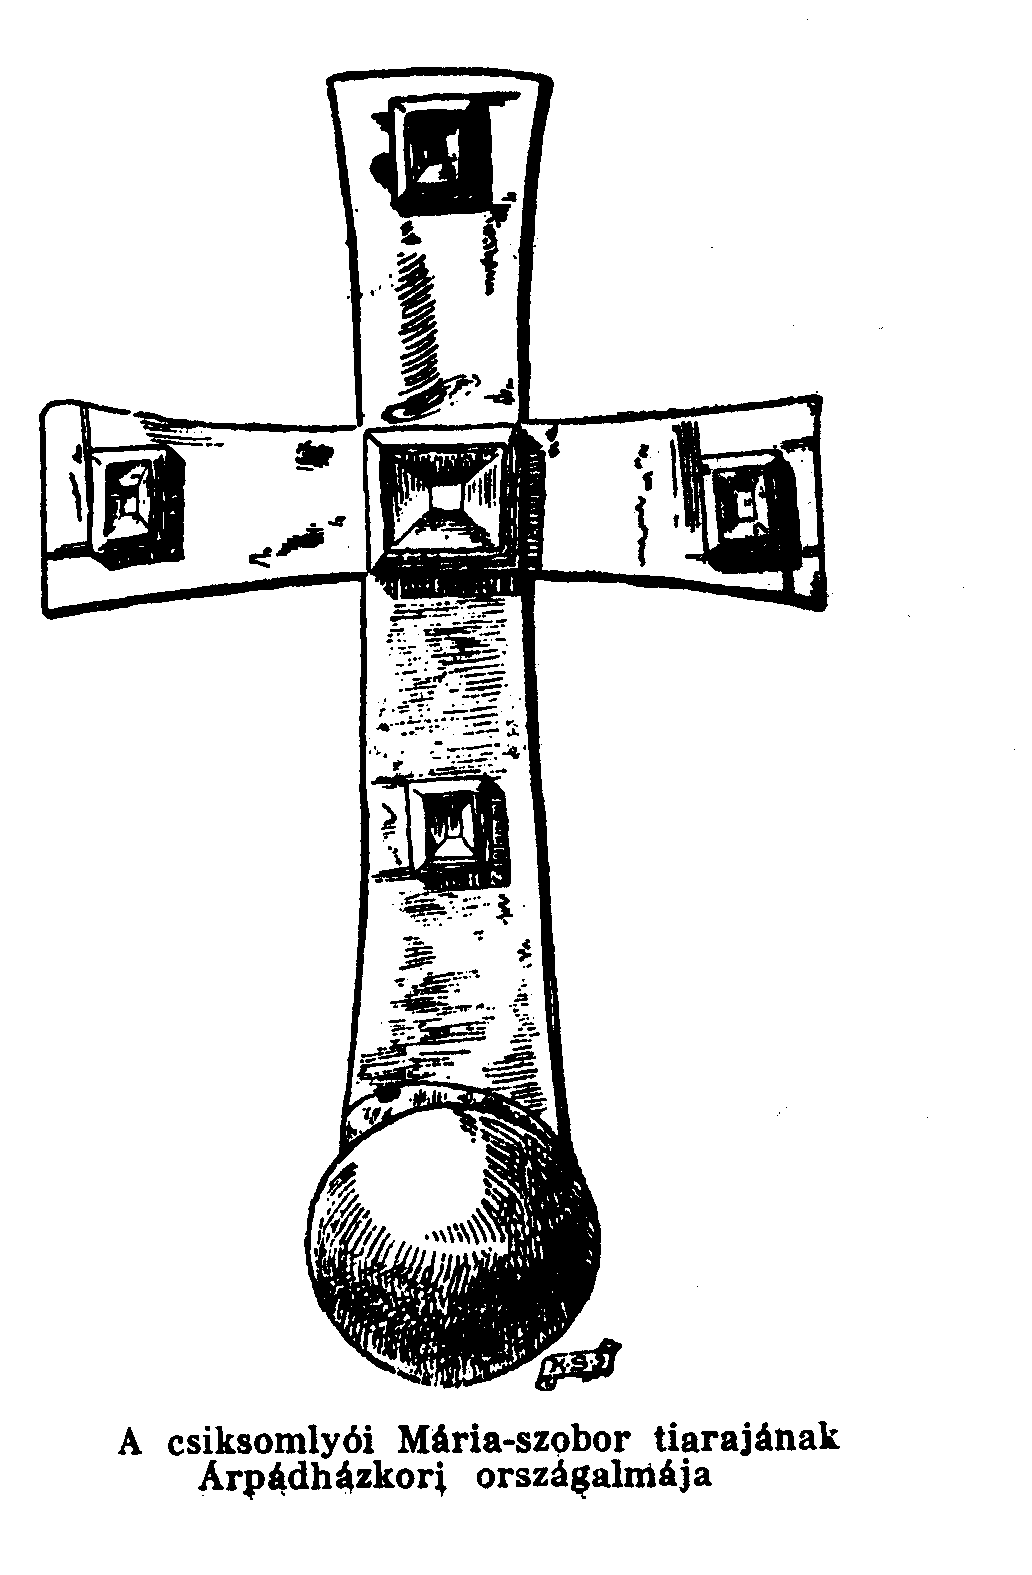 K·S·J
A csiksomlyói Mária-szobor tiarajának
Árpádházkori országalmája